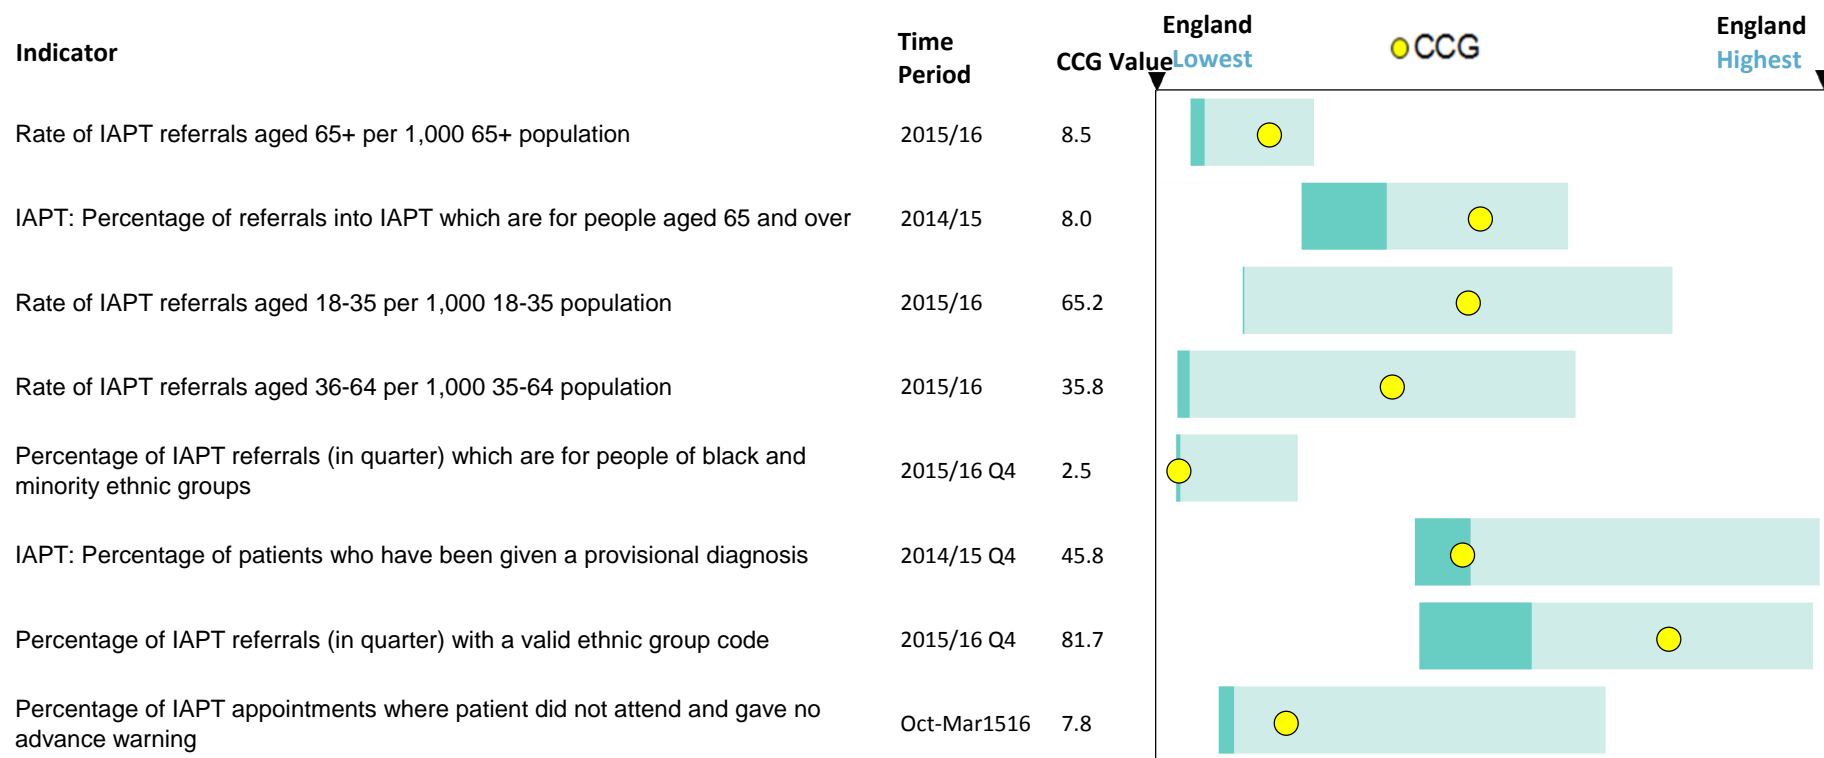 Indicator
Time Period
CCG Value
England Lowest
CCG
England Highest
Rate of IAPT referrals aged 65+ per 1,000 65+ population 2015/16 8.5
IAPT: Percentage of referrals into IAPT which are for people aged 65 and over 2014/15 8.0
Rate of IAPT referrals aged 18-35 per 1,000 18-35 population 2015/16 65.2
Rate of IAPT referrals aged 36-64 per 1,000 35-64 population 2015/16 35.8
Percentage of IAPT referrals (in quarter) which are for people of black and
minority ethnic groups 2015/16 Q4 2.5
IAPT: Percentage of patients who have been given a provisional diagnosis 2014/15 Q4 45.8
Percentage of IAPT referrals (in quarter) with a valid ethnic group code 2015/16 Q4 81.7
Percentage of IAPT appointments where patient did not attend and gave no
advance warning Oct-Mar1516 7.8